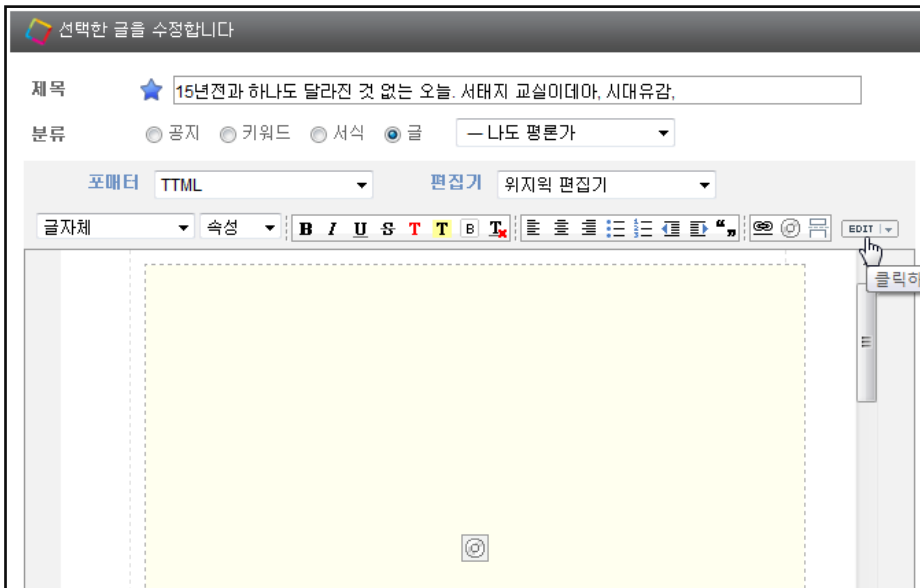 선택한 글을 수정합니다
제목 15년전과 하나도 달라진 것 없는 오늘. 서태지 교실이데아, 시대유감,
분류 공지 키워드 서식 글 — 나도 평론가
포매터 TTML 편집기 위지윅 편집기
글자체 속성 B I U S T T B T EDIT
클릭하